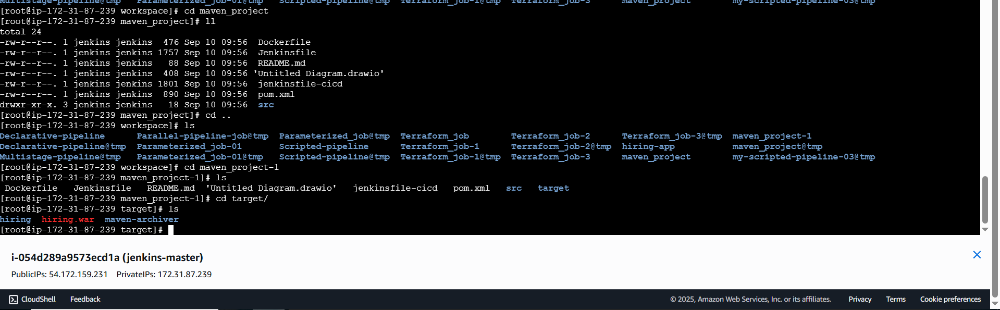 Multistage-pipeline@tmp Parameterized_job-01@tmp Scripted-pipeline@tmp Terraform_job-1@tmp Terraform_job-3 maven_project my-scripted-pipeline-03@tmp
[root@ip-172-31-87-239 workspace]# cd maven_project
[root@ip-172-31-87-239 maven_project]# ll
total 24
-rw-r--r--. 1 jenkins jenkins 476 Sep 10 09:56 Dockerfile
-rw-r--r--. 1 jenkins jenkins 1757 Sep 10 09:56 Jenkinsfile
-rw-r--r--. 1 jenkins jenkins 88 Sep 10 09:56 README.md
-rw-r--r--. 1 jenkins jenkins 408 Sep 10 09:56 'Untitled Diagram.drawio'
-rw-r--r--. 1 jenkins jenkins 1801 Sep 10 09:56 jenkinsfile-cicd
-rw-r--r--. 1 jenkins jenkins 890 Sep 10 09:56 pom.xml
drwxr-xr-x. 3 jenkins jenkins 18 Sep 10 09:56 src
[root@ip-172-31-87-239 maven_project]# cd ..
[root@ip-172-31-87-239 workspace]# ls
Declarative-pipeline Parallel-pipeline-job@tmp Parameterized_job@tmp Terraform_job Terraform_job-2 Terraform_job-3@tmp maven_project-1
Declarative-pipeline@tmp Parameterized_job-01 Scripted-pipeline Terraform_job-1 Terraform_job-2@tmp hiring-app maven_project@tmp
Multistage-pipeline@tmp Parameterized_job-01@tmp Scripted-pipeline@tmp Terraform_job-1@tmp Terraform_job-3 maven_project my-scripted-pipeline-03@tmp
[root@ip-172-31-87-239 workspace]# cd maven_project-1
[root@ip-172-31-87-239 maven_project-1]# ls
Dockerfile Jenkinsfile README.md 'Untitled Diagram.drawio' jenkinsfile-cicd pom.xml src target
[root@ip-172-31-87-239 maven_project-1]# cd target/
[root@ip-172-31-87-239 target]# ls
hiring hiring.war maven-archiver
[root@ip-172-31-87-239 target]#
i-054d289a9573ecd1a (jenkins-master)
PublicIPs: 54.172.159.231 PrivateIPs: 172.31.87.239
CloudShell Feedback © 2025, Amazon Web Services, Inc. or its affiliates. Privacy Terms Cookie preferences